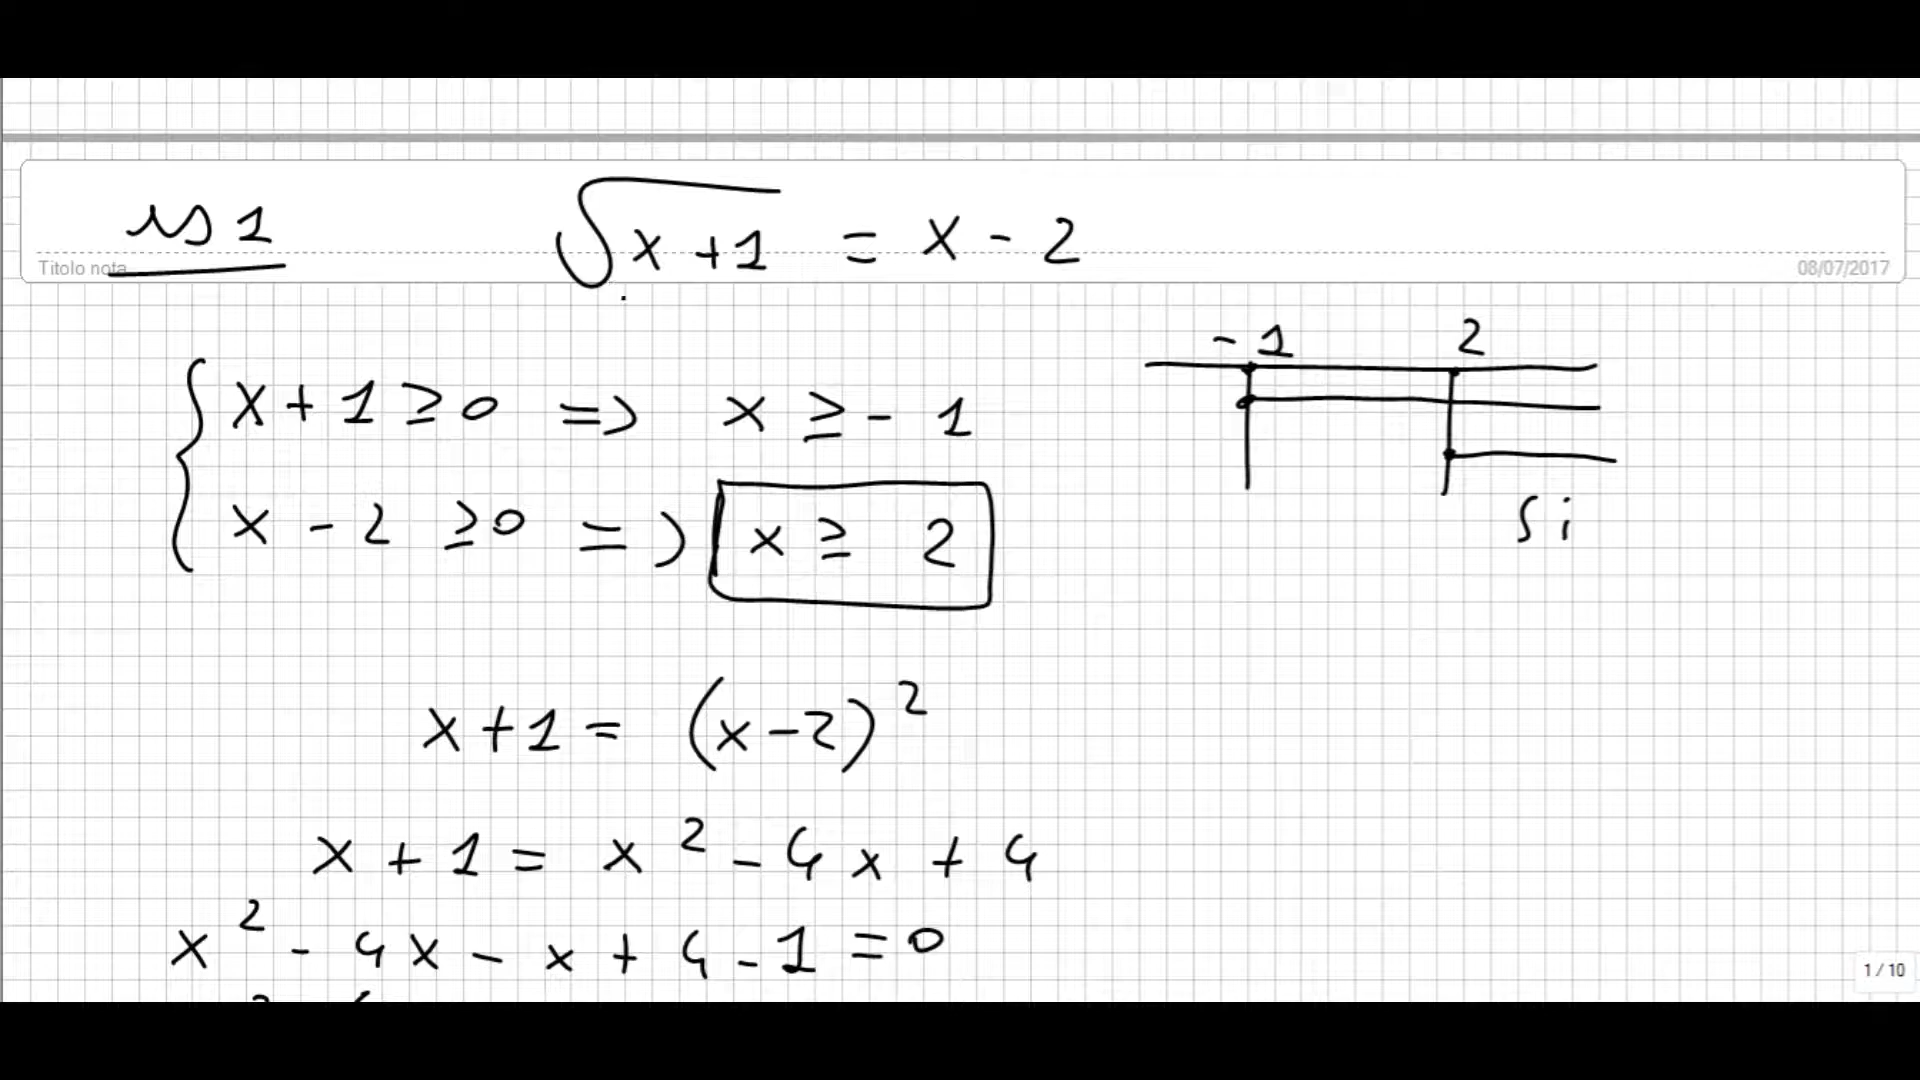 es 1
√x+1 = x - 2
Titolo nota
08/07/2017
{ x + 1 ≥ 0 => x ≥ - 1
x - 2 ≥ 0 => x ≥ 2
- 1 2
si
x + 1 = (x - 2)²
x + 1 = x² - 4x + 4
x² - 4x - x + 4 - 1 = 0
1 / 10